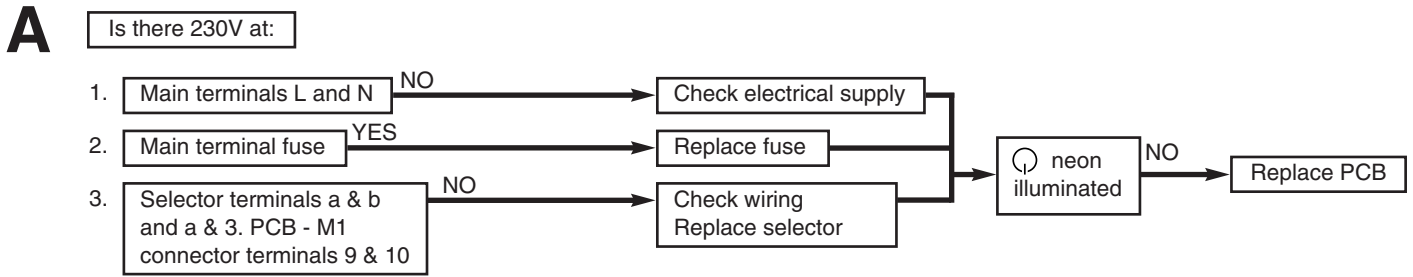 A
Is there 230V at:
1. Main terminals L and N
NO
Check electrical supply
2. Main terminal fuse
YES
Replace fuse
neon
illuminated
NO
Replace PCB
3. Selector terminals a & b
and a & 3. PCB - M1
connector terminals 9 & 10
NO
Check wiring
Replace selector